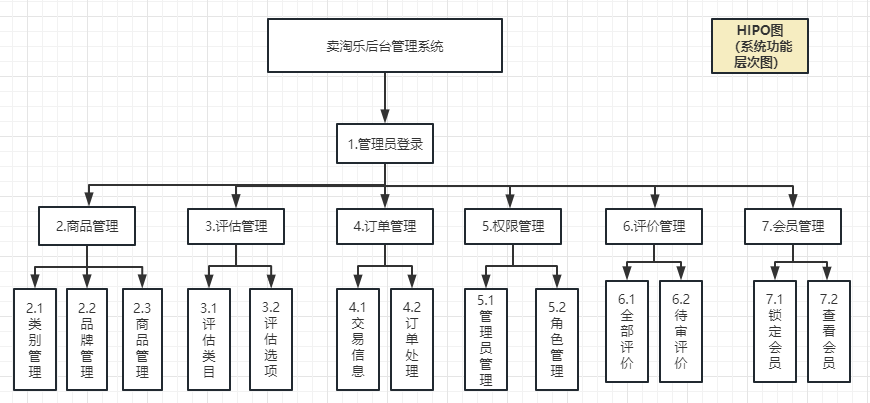 卖淘乐后台管理系统
HIPO图
（系统功能
层次图）
1.管理员登录
2.商品管理
3.评估管理
4.订单管理
5.权限管理
6.评价管理
7.会员管理
2.1
类别管理
2.2
品牌管理
2.3
商品管理
3.1
评估类目
3.2
评估选项
4.1
交易信息
4.2
订单处理
5.1
管理员管理
5.2
角色管理
6.1
全部评价
6.2
待审评价
7.1
锁定会员
7.2
查看会员